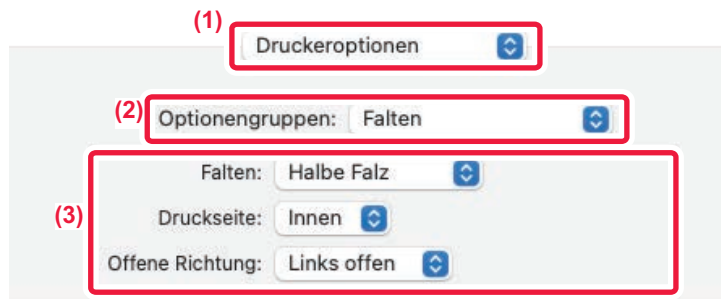 (1)
Druckeroptionen
(2) Optionengruppen: Falten
Falten: Halbe Falz
(3) Druckseite: Innen
Offene Richtung: Links offen